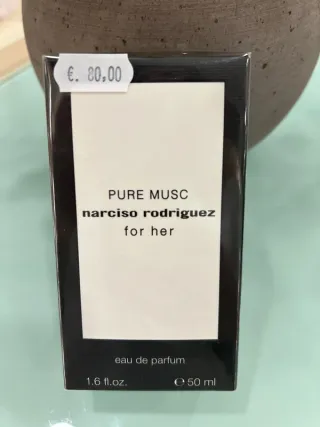 €. 80,00
PURE MUSC
narciso rodriguez
for her
eau de parfum
1.6 fl.oz. ℮ 50 ml